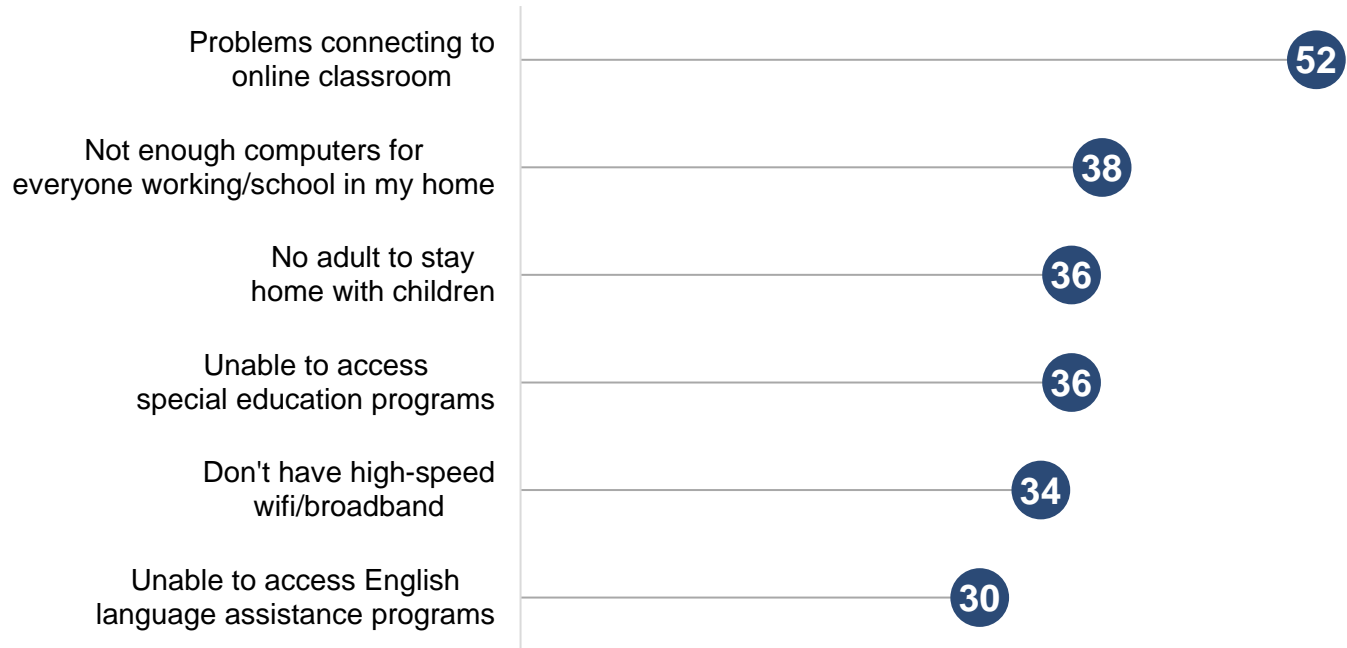 Problems connecting to
online classroom
52
Not enough computers for
everyone working/school in my home
38
No adult to stay
home with children
36
Unable to access
special education programs
36
Don't have high-speed
wifi/broadband
34
Unable to access English
language assistance programs
30